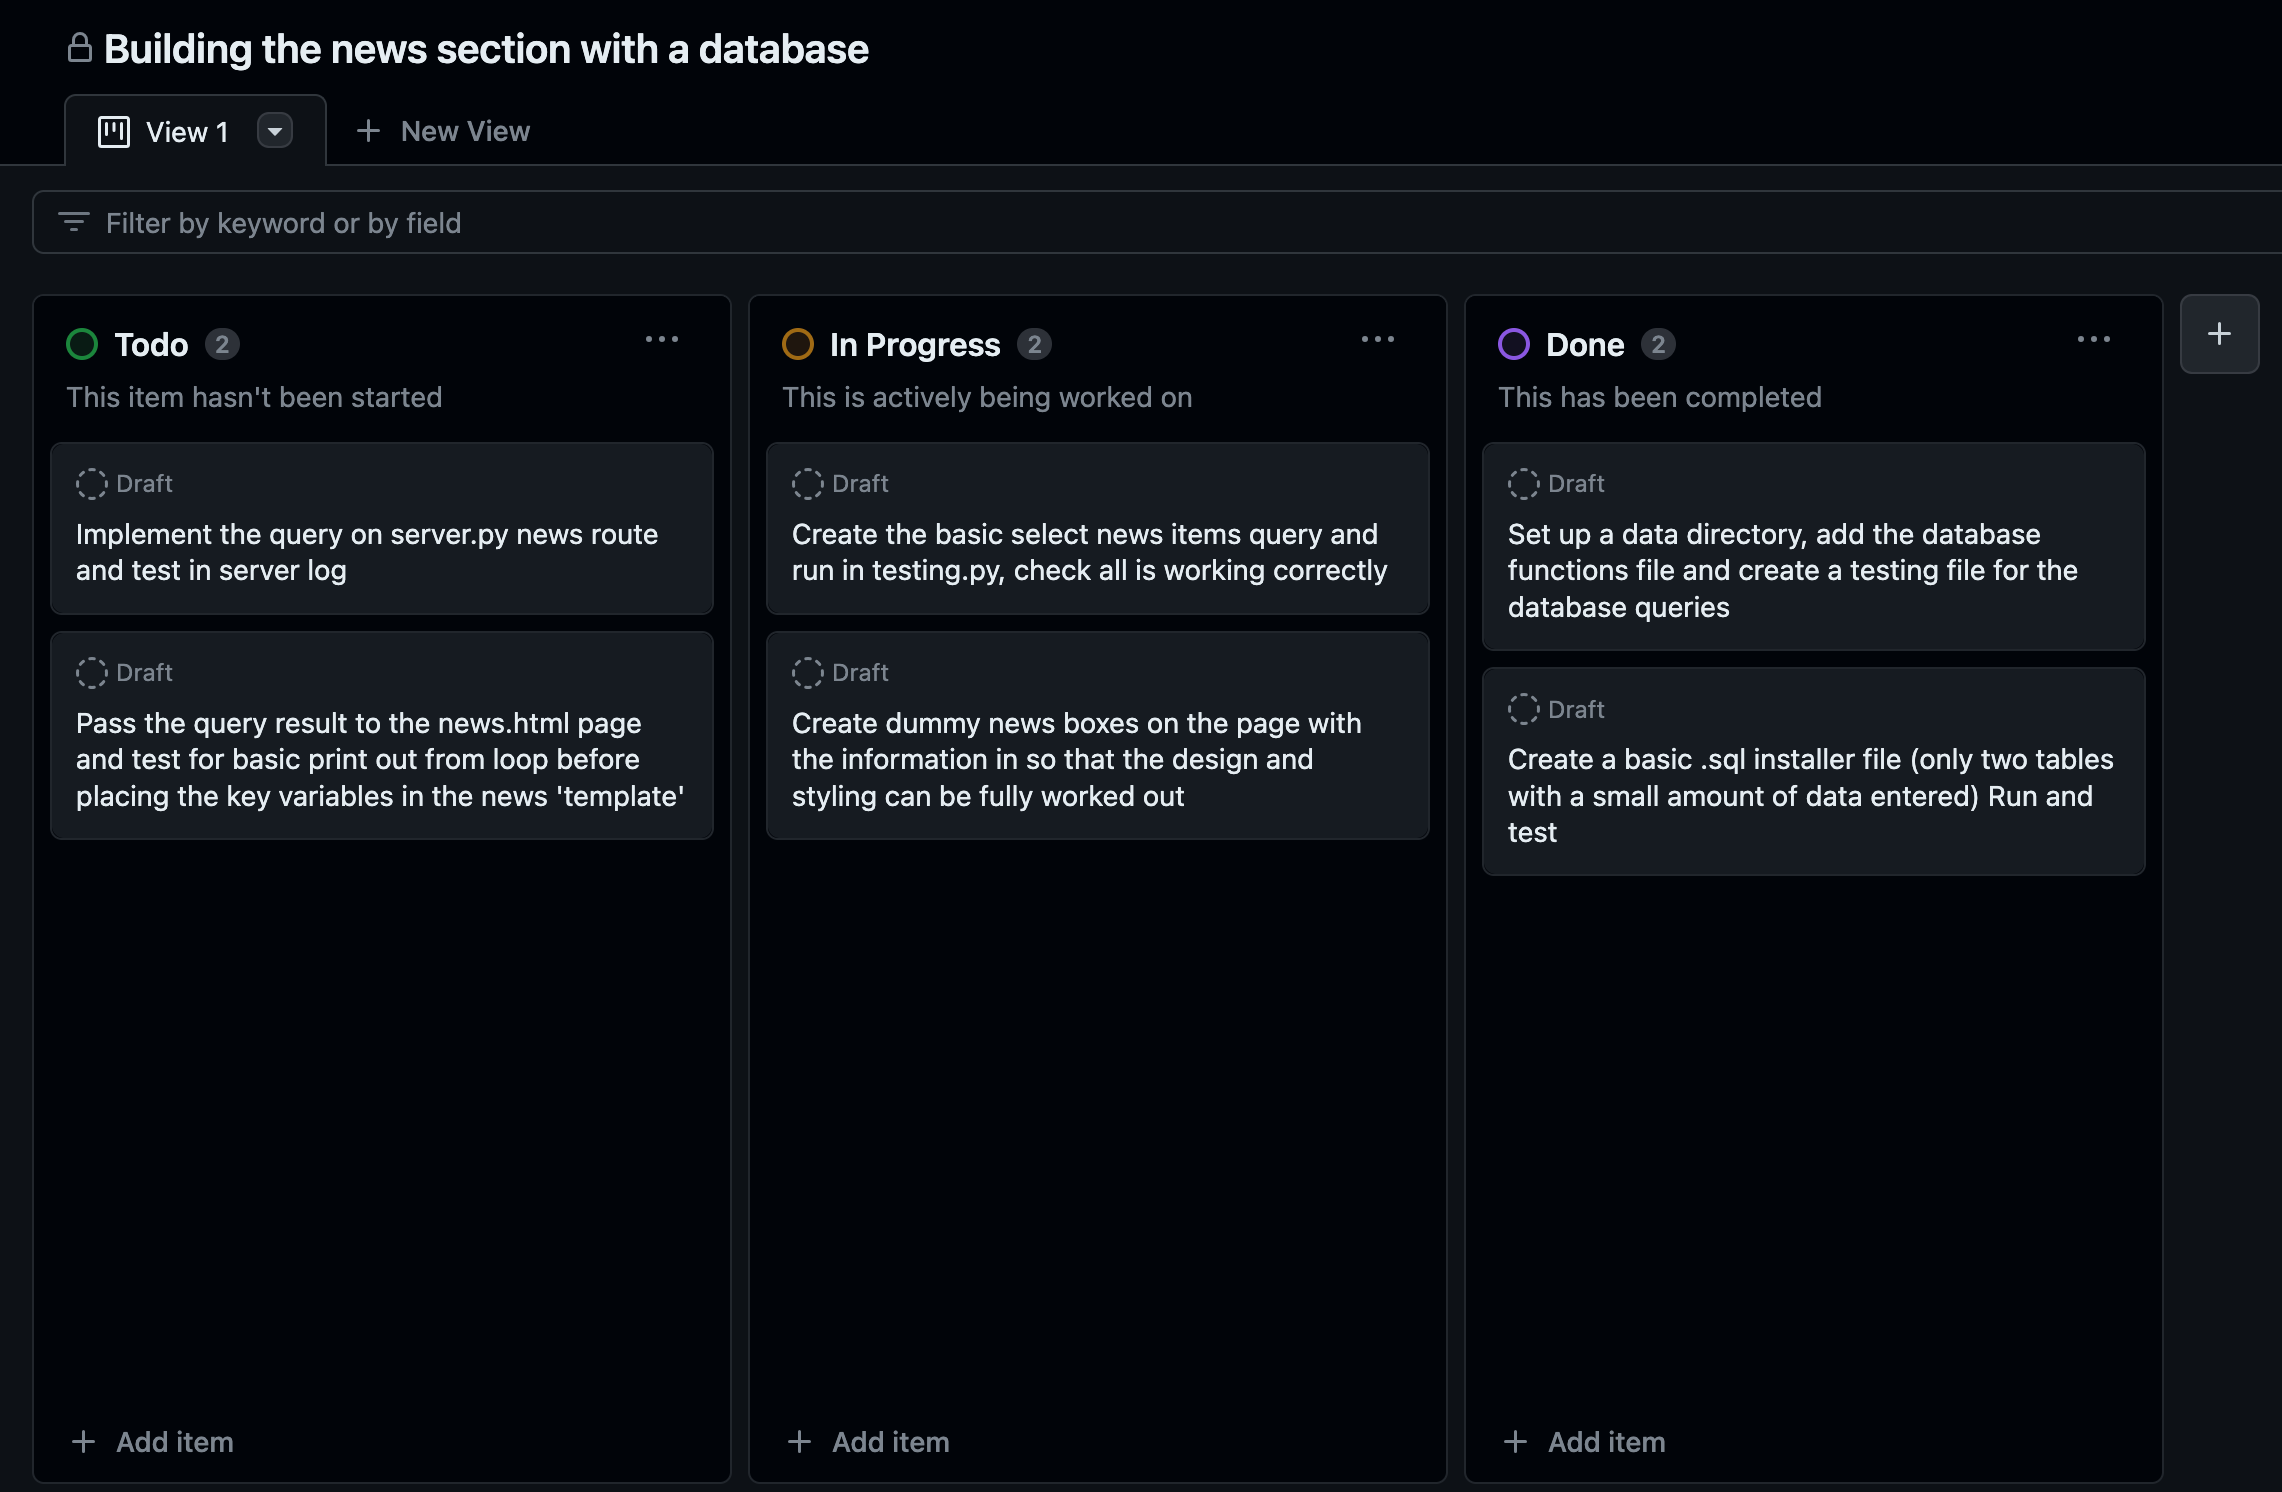 Building the news section with a database
View 1
New View
Filter by keyword or by field
Todo 2
This item hasn't been started
Draft
Implement the query on server.py news route
and test in server log
Draft
Pass the query result to the news.html page
and test for basic print out from loop before
placing the key variables in the news 'template'
Add item
In Progress 2
This is actively being worked on
Draft
Create the basic select news items query and
run in testing.py, check all is working correctly
Draft
Create dummy news boxes on the page with
the information in so that the design and
styling can be fully worked out
Add item
Done 2
This has been completed
Draft
Set up a data directory, add the database
functions file and create a testing file for the
database queries
Draft
Create a basic .sql installer file (only two tables
with a small amount of data entered) Run and
test
Add item